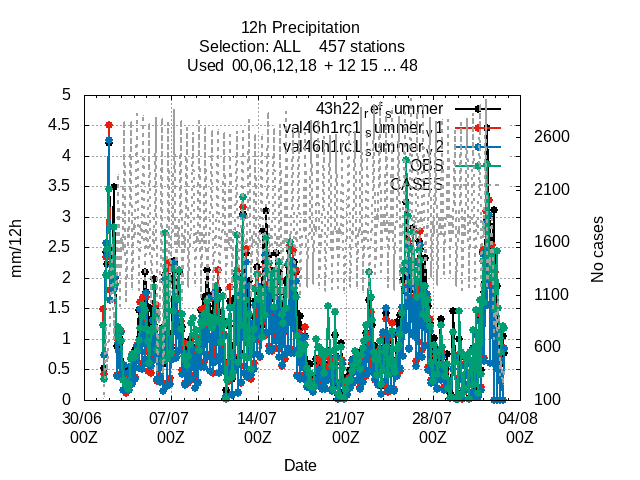 12h Precipitation
Selection: ALL 457 stations
Used 00,06,12,18 + 12 15 ... 48
43h22_ref_summer
val46h1rc1_summer_v1
val46h1rc1_summer_v2
OBS
CASES
5
4.5
4
3.5
3
2.5
2
1.5
1
0.5
0
mm/12h
2600
2100
1600
1100
600
100
No cases
30/06 07/07 14/07 21/07 28/07 04/08
00Z 00Z 00Z 00Z 00Z 00Z
Date